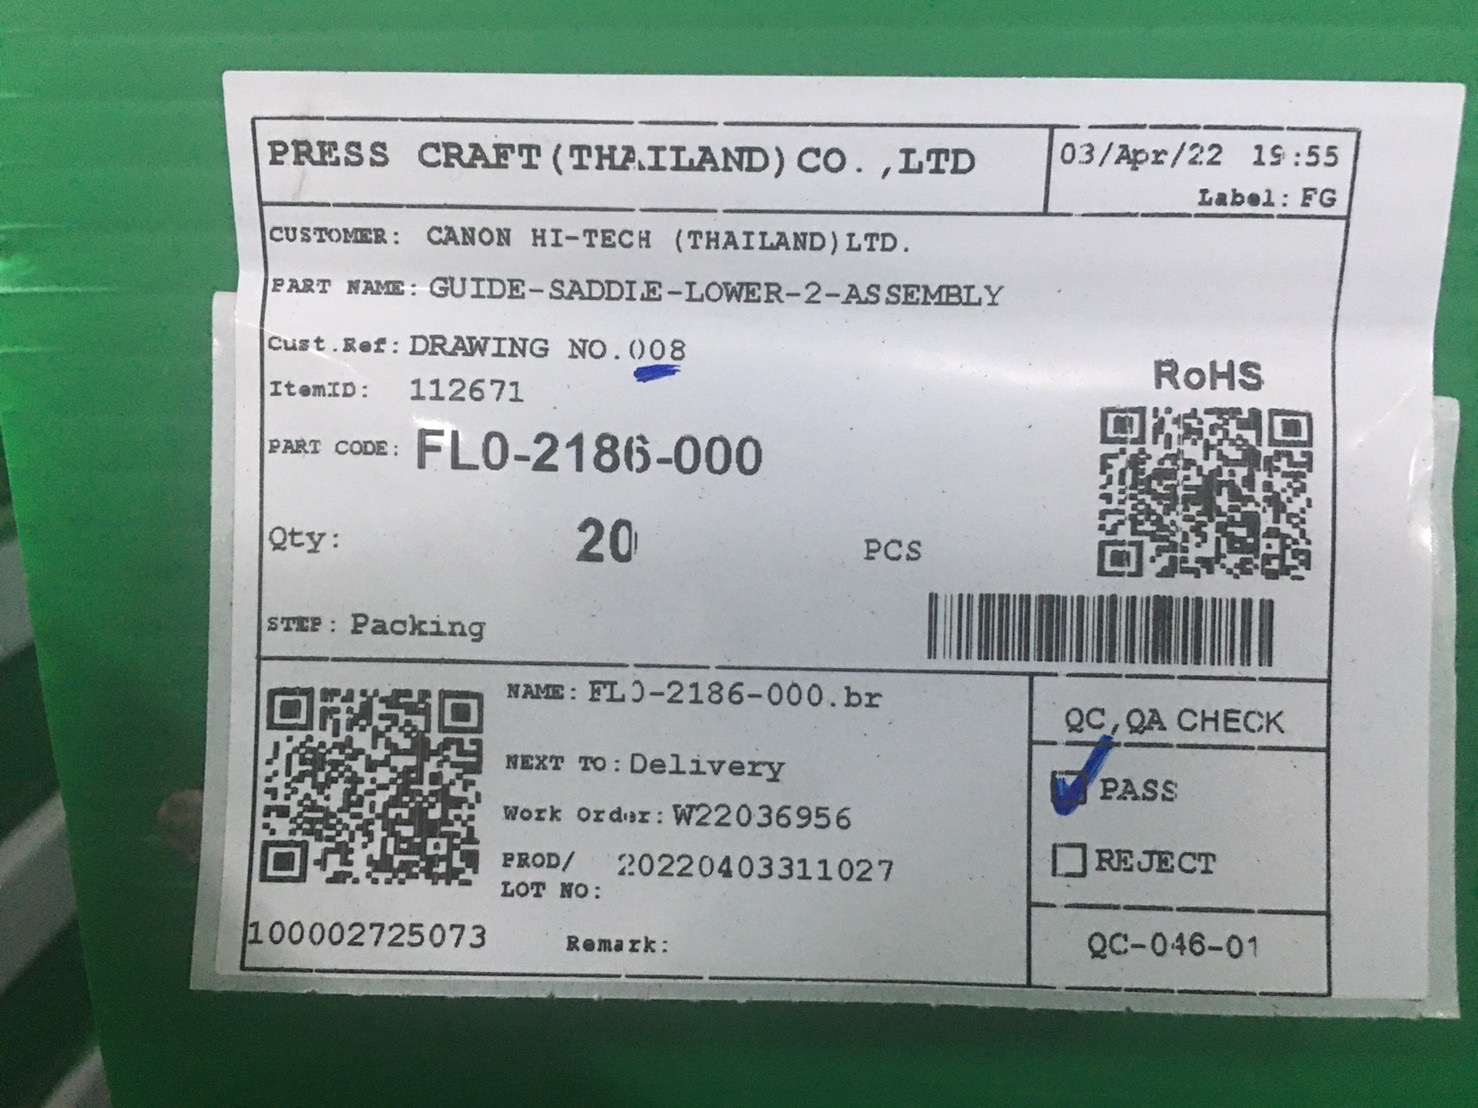 PRESS CRAFT(THAILAND)CO.,LTD
03/Apr/22 19:55
Label: FG
CUSTOMER: CANON HI-TECH (THAILAND)LTD.
PART NAME: GUIDE-SADDLE-LOWER-2-ASSEMBLY
Cust.Ref: DRAWING NO.008
RoHS
ItemID: 112671
PART CODE: FL0-2186-000
Qty: 20 PCS
STEP: Packing
NAME: FL0-2186-000.br
NEXT TO: Delivery
Work Order: W22036956
PROD/ 20220403311027
LOT NO:
100002725073
Remark:
QC,QA CHECK
PASS
REJECT
QC-046-01